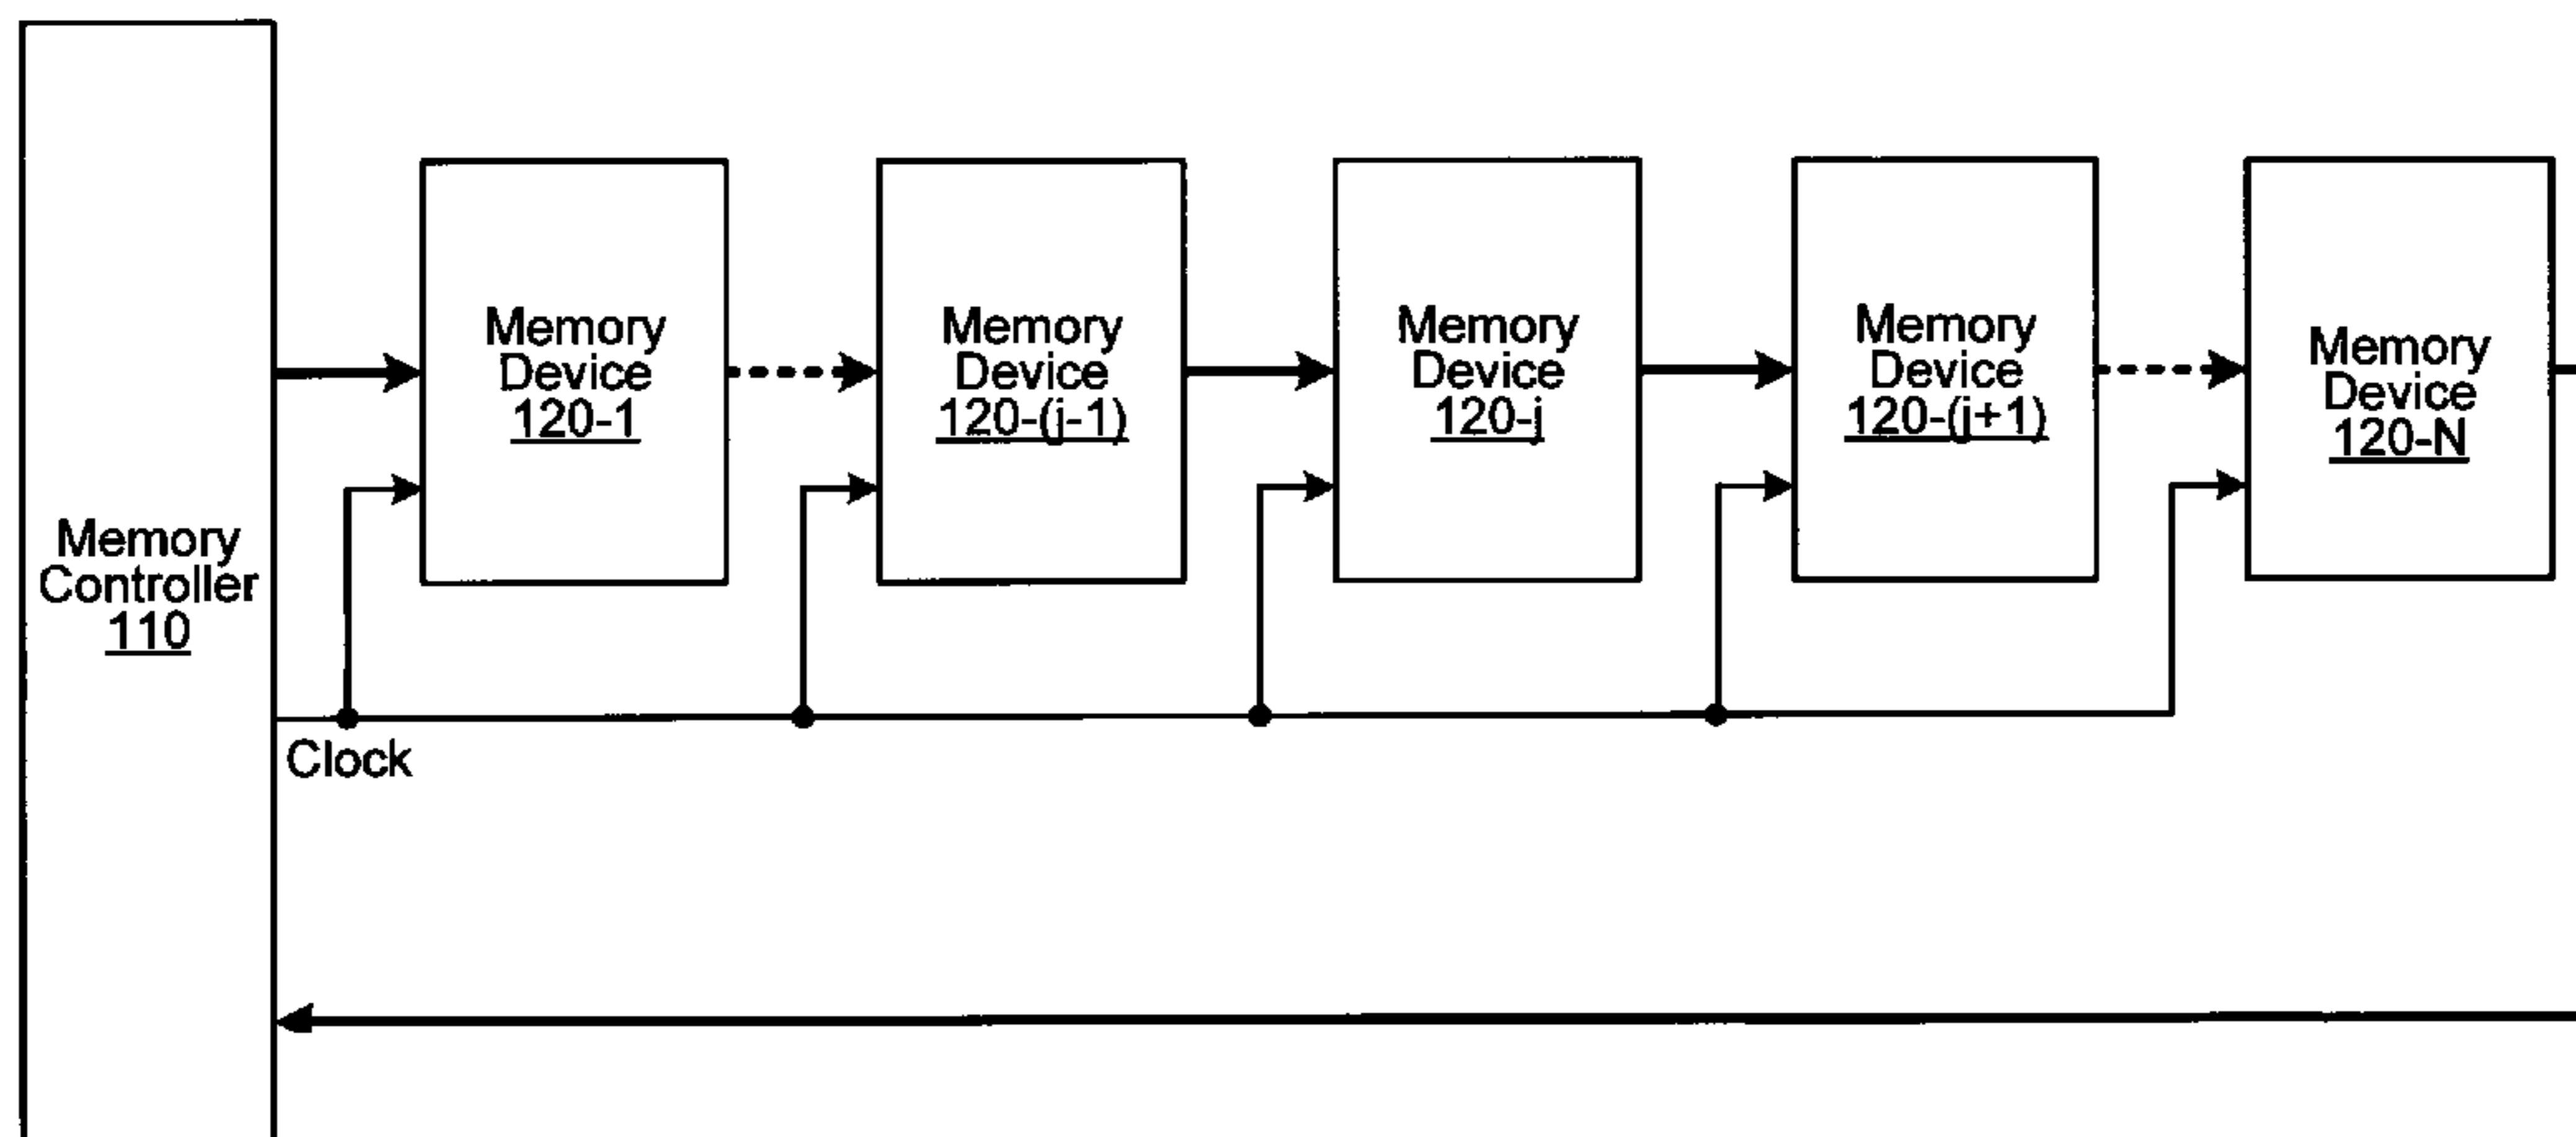 Memory
Controller
110
Memory
Device
120-1
Memory
Device
120-(j-1)
Memory
Device
120-j
Memory
Device
120-(j+1)
Memory
Device
120-N
Clock